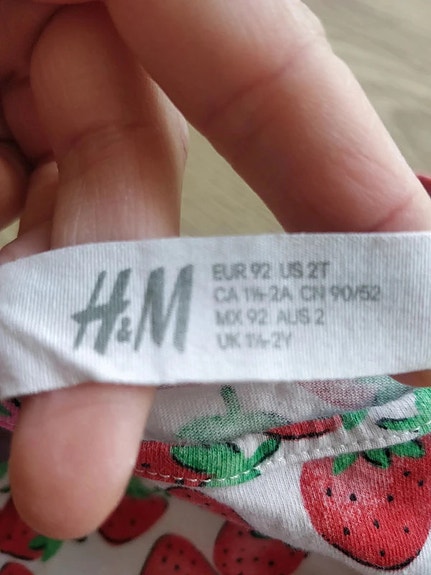 H&M
EUR 92 US 2T
CA 1½-2A CN 90/52
MX 92 AUS 2
UK 1½-2Y